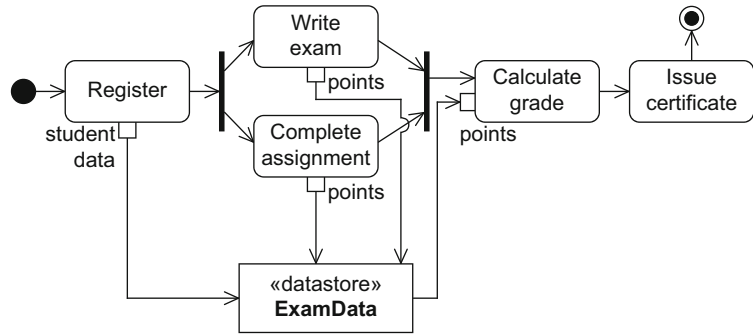 Write
exam
points
Register
student
data
Complete
assignment
points
Calculate
grade
points
Issue
certificate
«datastore»
ExamData